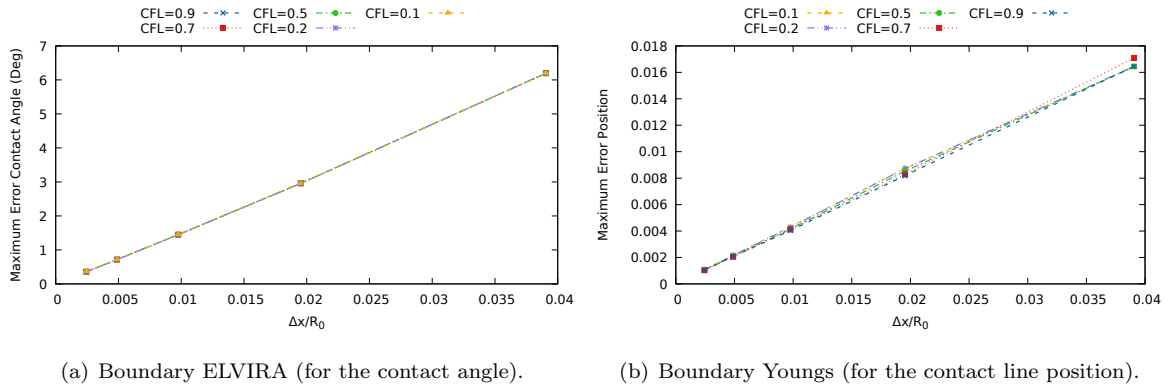 CFL=0.9 CFL=0.5 CFL=0.1
CFL=0.7 CFL=0.2
7
6
5
4
3
2
1
0
Maximum Error Contact Angle (Deg)
0 0.005 0.01 0.015 0.02 0.025 0.03 0.035 0.04
Δx/R₀
(a) Boundary ELVIRA (for the contact angle).
CFL=0.1 CFL=0.5 CFL=0.9
CFL=0.2 CFL=0.7
0.018
0.016
0.014
0.012
0.01
0.008
0.006
0.004
0.002
0
Maximum Error Position
0 0.005 0.01 0.015 0.02 0.025 0.03 0.035 0.04
Δx/R₀
(b) Boundary Youngs (for the contact line position).